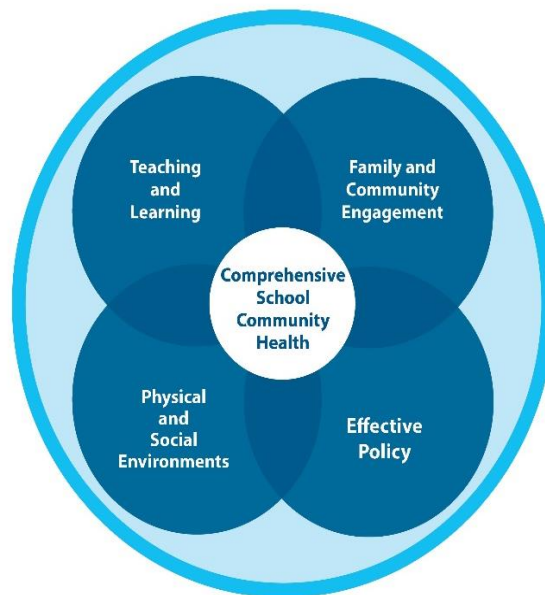 Teaching
and
Learning
Family and
Community
Engagement
Comprehensive
School
Community
Health
Physical
and
Social
Environments
Effective
Policy